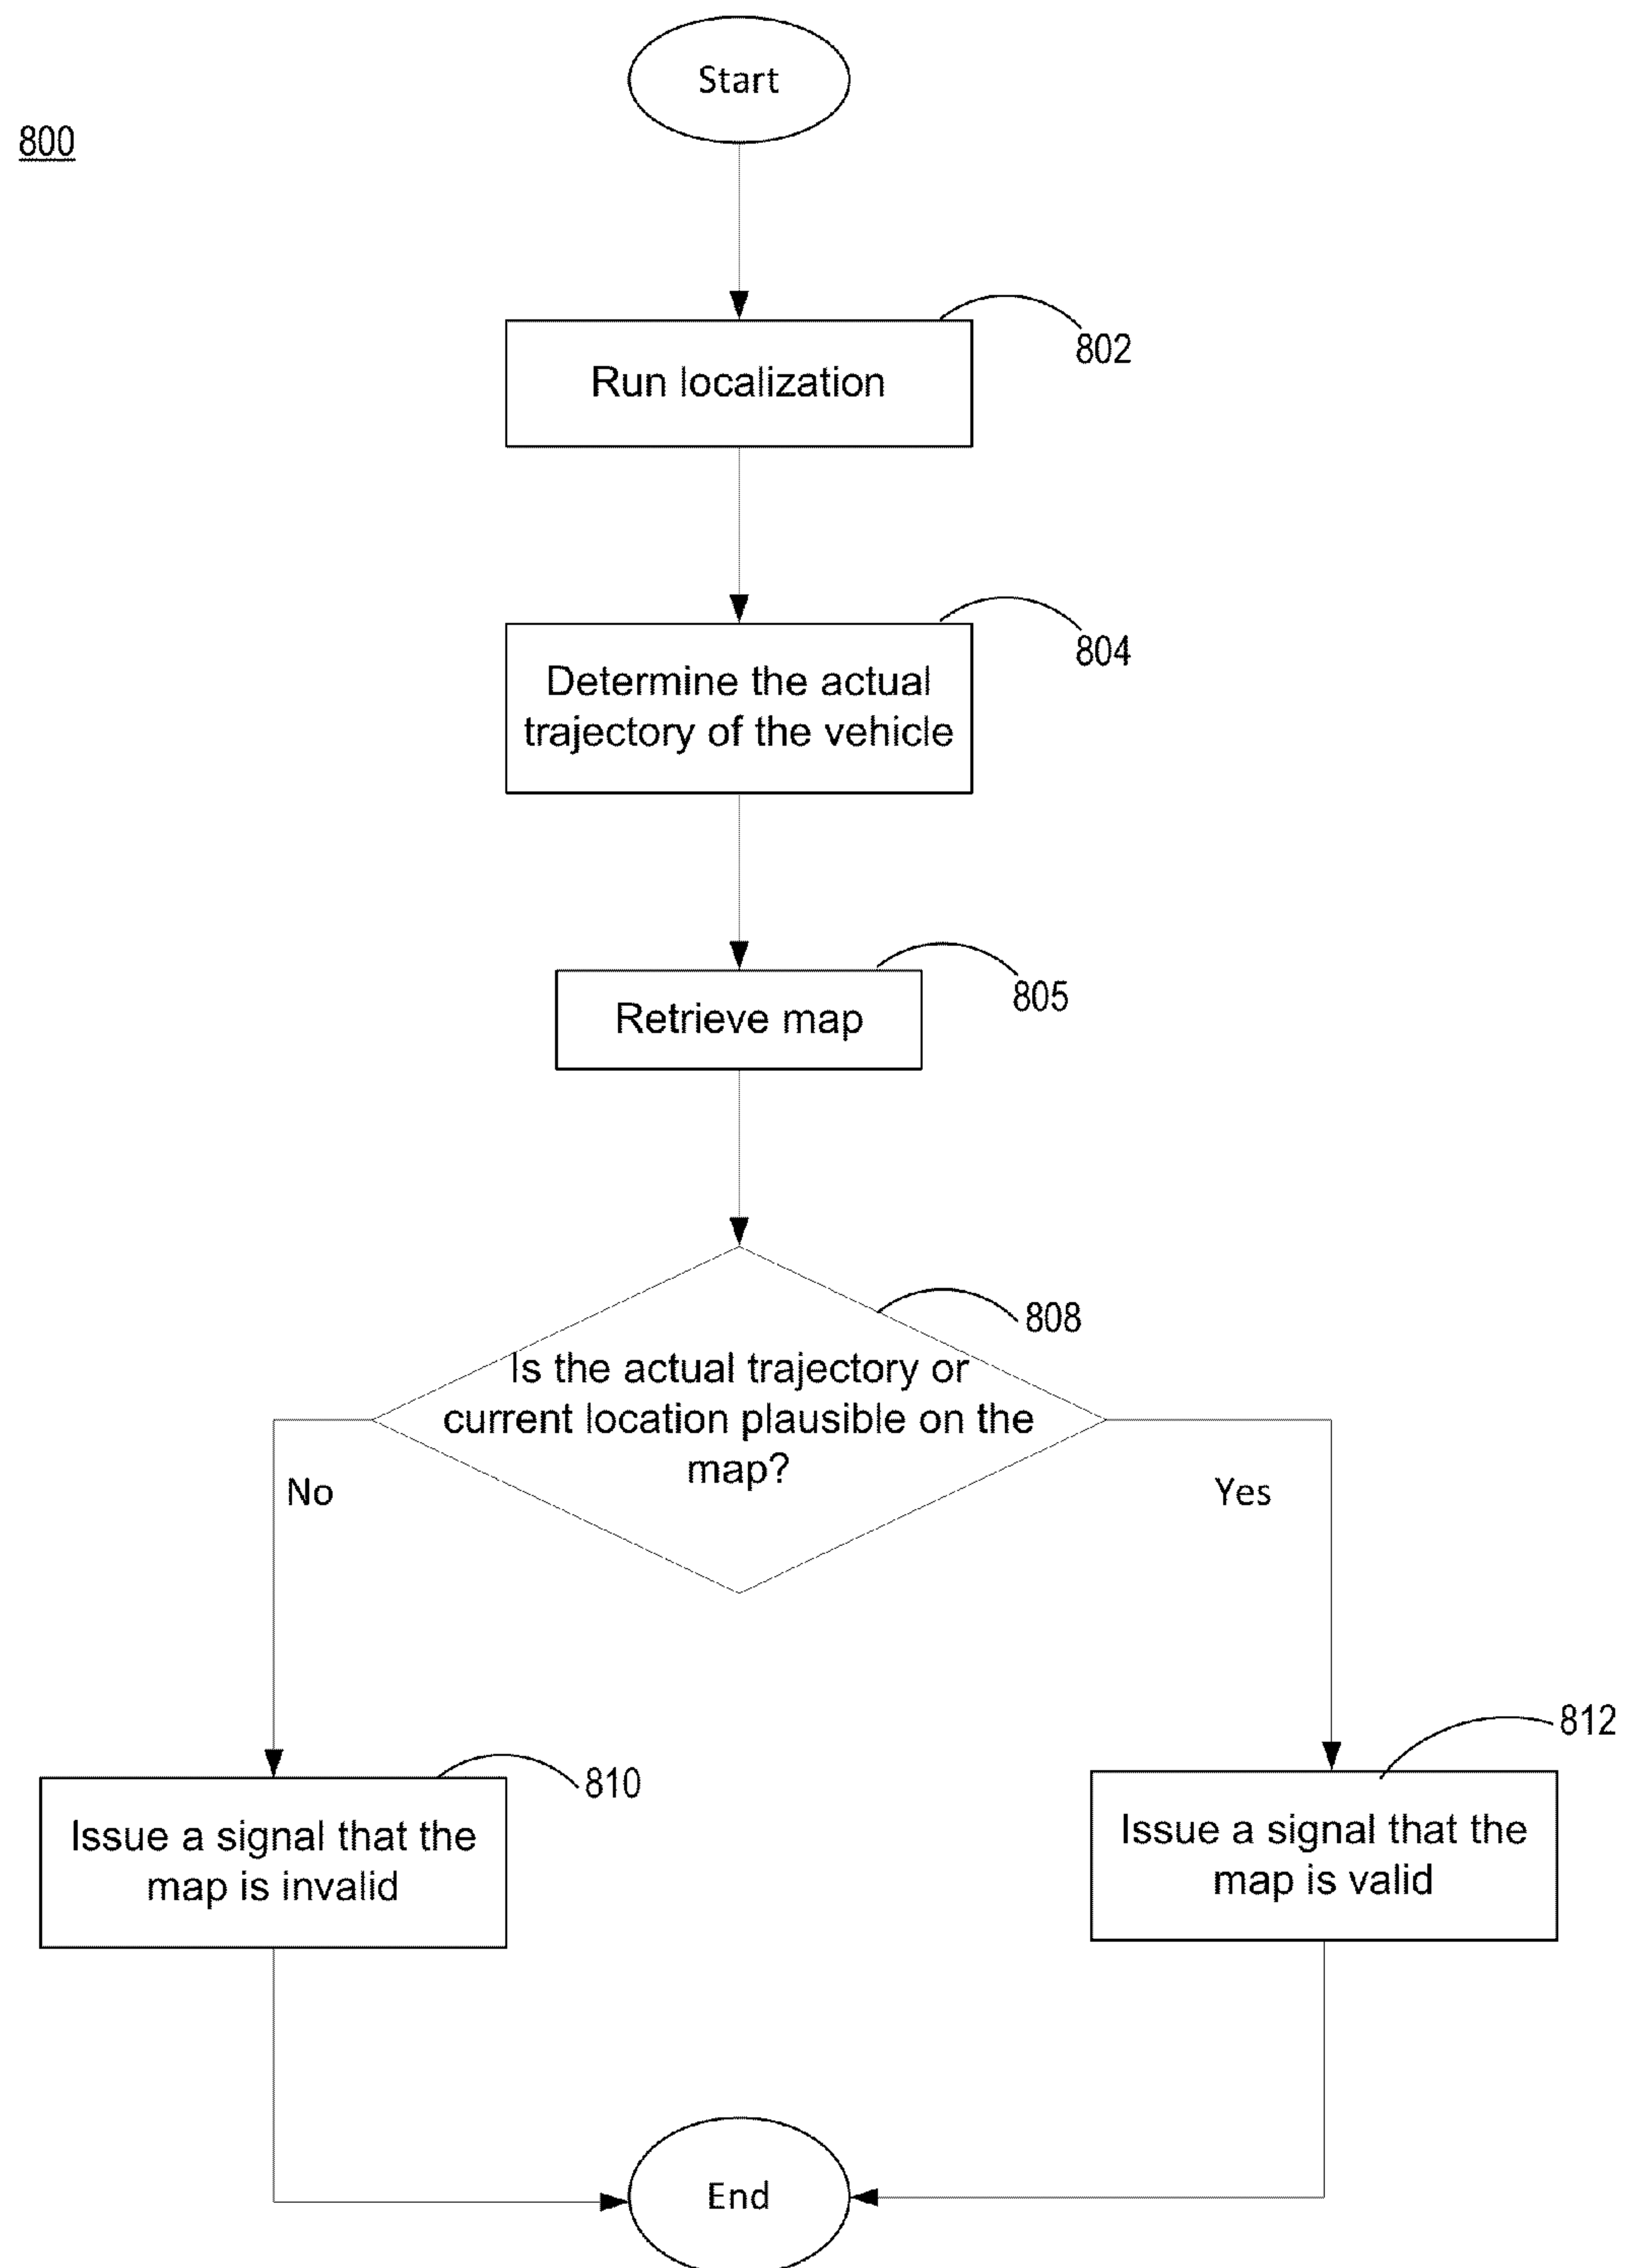 Start
800
802
Run localization
804
Determine the actual
trajectory of the vehicle
805
Retrieve map
808
Is the actual trajectory or
current location plausible on the
map?
No
Yes
812
810
Issue a signal that the
map is invalid
Issue a signal that the
map is valid
End